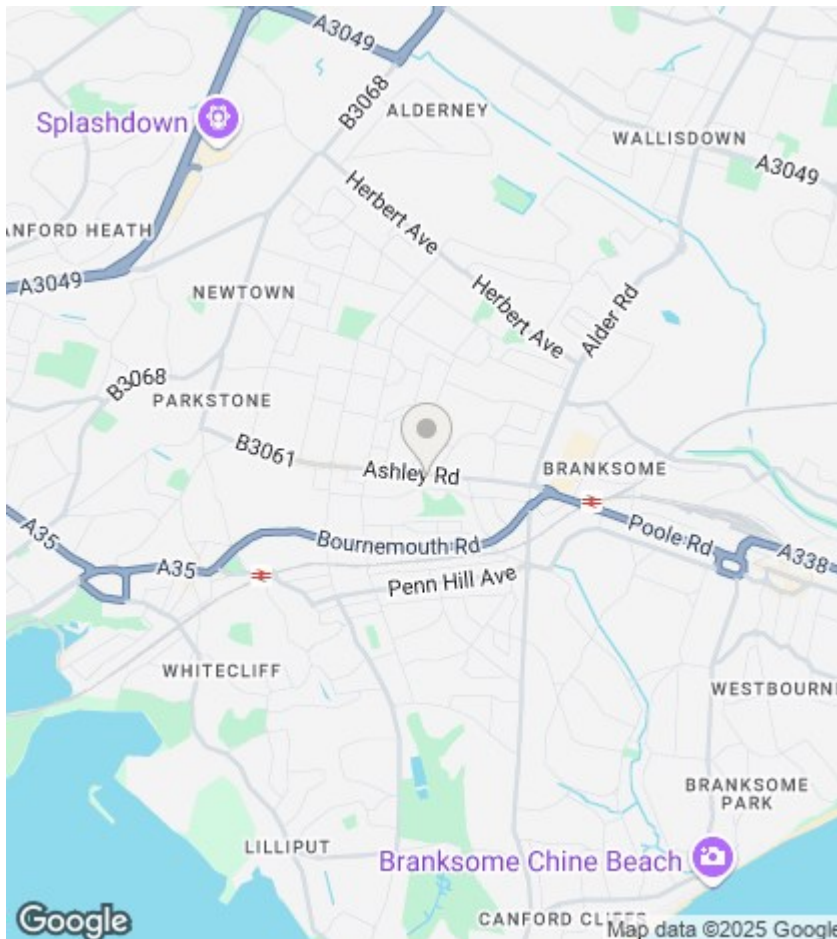 A3049
B3068
ALDERNEY
Splashdown
WALLISDOWN
A3049
Herbert Ave
ANFORD HEATH
A3049
NEWTOWN
Herbert Ave
Alder Rd
B3068
PARKSTONE
B3061
Ashley Rd
BRANKSOME
A35
Bournemouth Rd
Poole Rd
A338
A35
Penn Hill Ave
WHITECLIFF
WESTBOURNE
BRANKSOME
PARK
LILLIPUT
Branksome Chine Beach
CANFORD CLIFFS
Google
Map data ©2025 Google